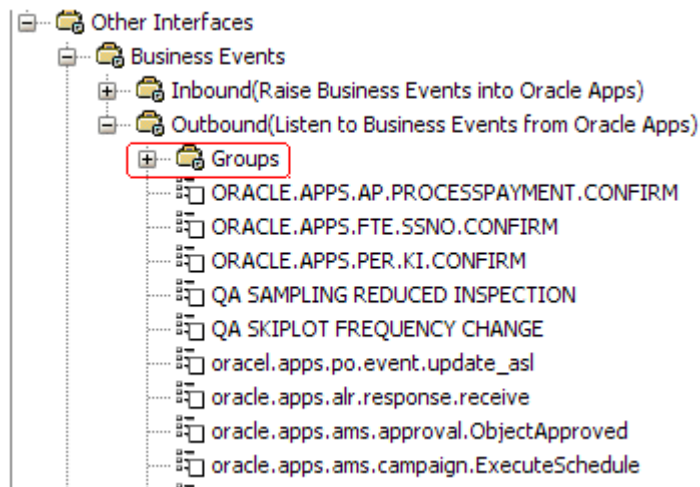 Other Interfaces
Business Events
Inbound(Raise Business Events into Oracle Apps)
Outbound(Listen to Business Events from Oracle Apps)
Groups
ORACLE.APPS.AP.PROCESSPAYMENT.CONFIRM
ORACLE.APPS.FTE.SSNO.CONFIRM
ORACLE.APPS.PER.KI.CONFIRM
QA SAMPLING REDUCED INSPECTION
QA SKIPLOT FREQUENCY CHANGE
oracel.apps.po.event.update_asl
oracle.apps.alr.response.receive
oracle.apps.ams.approval.ObjectApproved
oracle.apps.ams.campaign.ExecuteSchedule